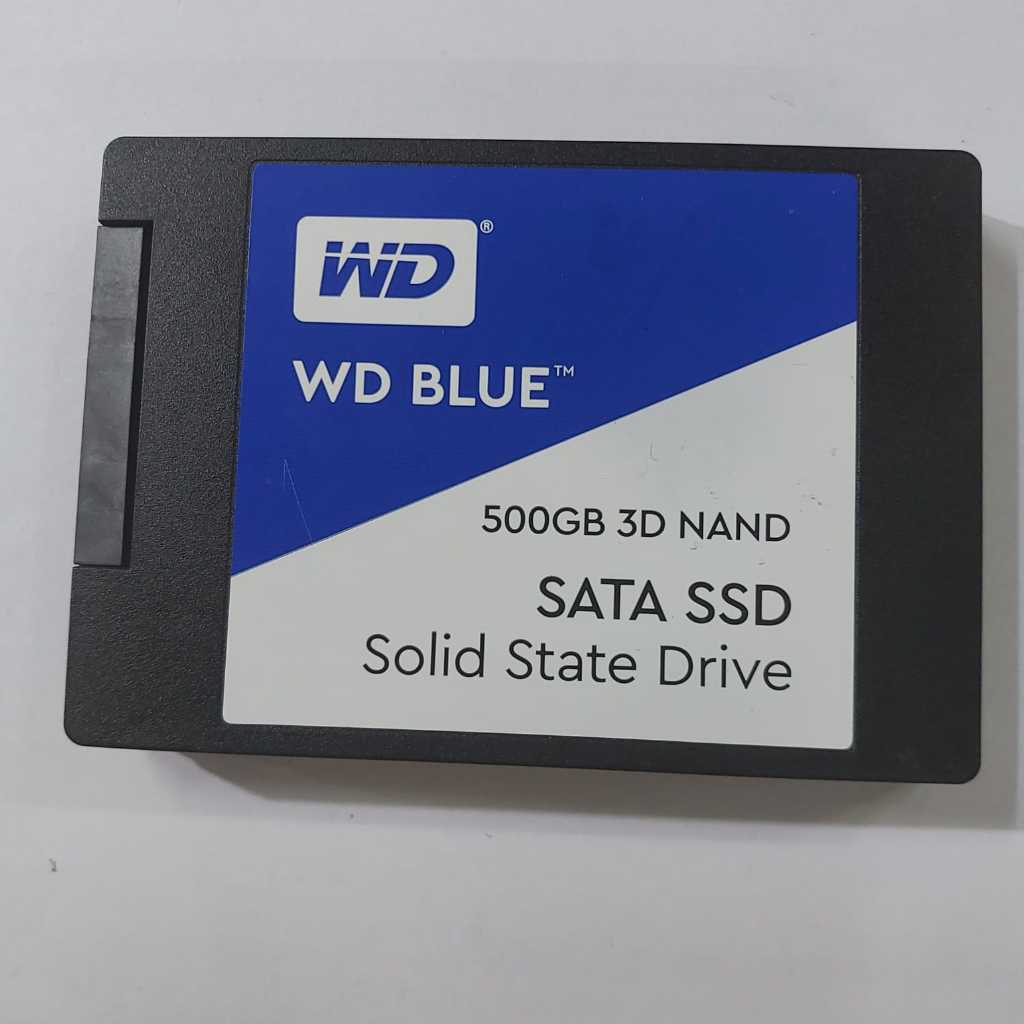 WD®
WD BLUE™
500GB 3D NAND
SATA SSD
Solid State Drive